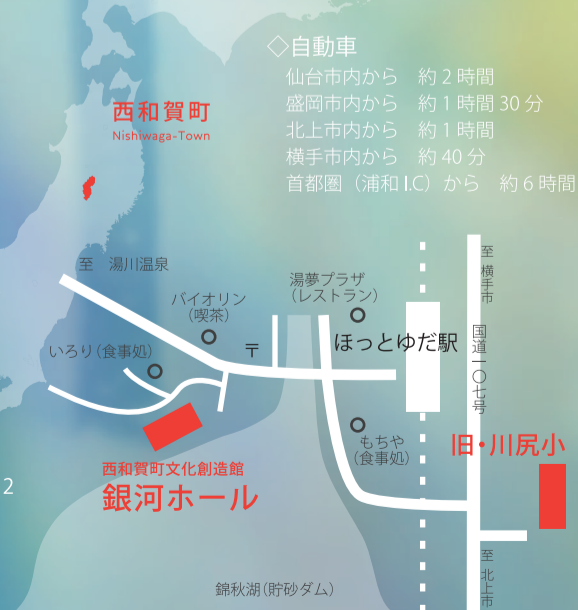 ◇自動車
仙台市内から　約2時間
盛岡市内から　約1時間30分
北上市内から　約1時間
横手市内から　約40分
首都圏（浦和I.C）から　約6時間
西和賀町
Nishiwaga-Town
至　湯川温泉
バイオリン
（喫茶）
いろり（食事処）
〒
湯夢プラザ
（レストラン）
ほっとゆだ駅
至　横手市
国道一〇七号
もちや
（食事処）
旧・川尻小
西和賀町文化創造館
銀河ホール
2
至　北上市
錦秋湖（貯砂ダム）